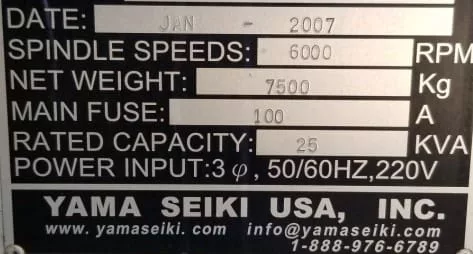 DATE: JAN - 2007
SPINDLE SPEEDS: 6000 RPM
NET WEIGHT: 7500 Kg
MAIN FUSE: 100 A
RATED CAPACITY: 25 KVA
POWER INPUT:3 φ, 50/60HZ,220V
YAMA SEIKI USA, INC.
www. yamaseiki. com info@yamaseiki.com
1-888-976-6789